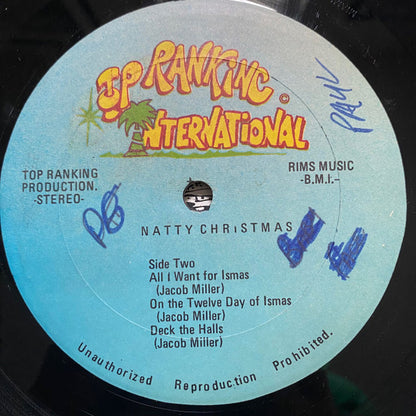 TOP RANKING
INTERNATIONAL
©
TOP RANKING
PRODUCTION.
-STEREO-
RIMS MUSIC
-B.M.I.-
PAUL
NATTY CHRiSTMAS
Side Two
All I Want for Ismas
(Jacob Miller)
On the Twelve Day of Ismas
(Jacob Miller)
Deck the Halls
(Jacob Miller)
Unauthorized Reproduction Prohibited.